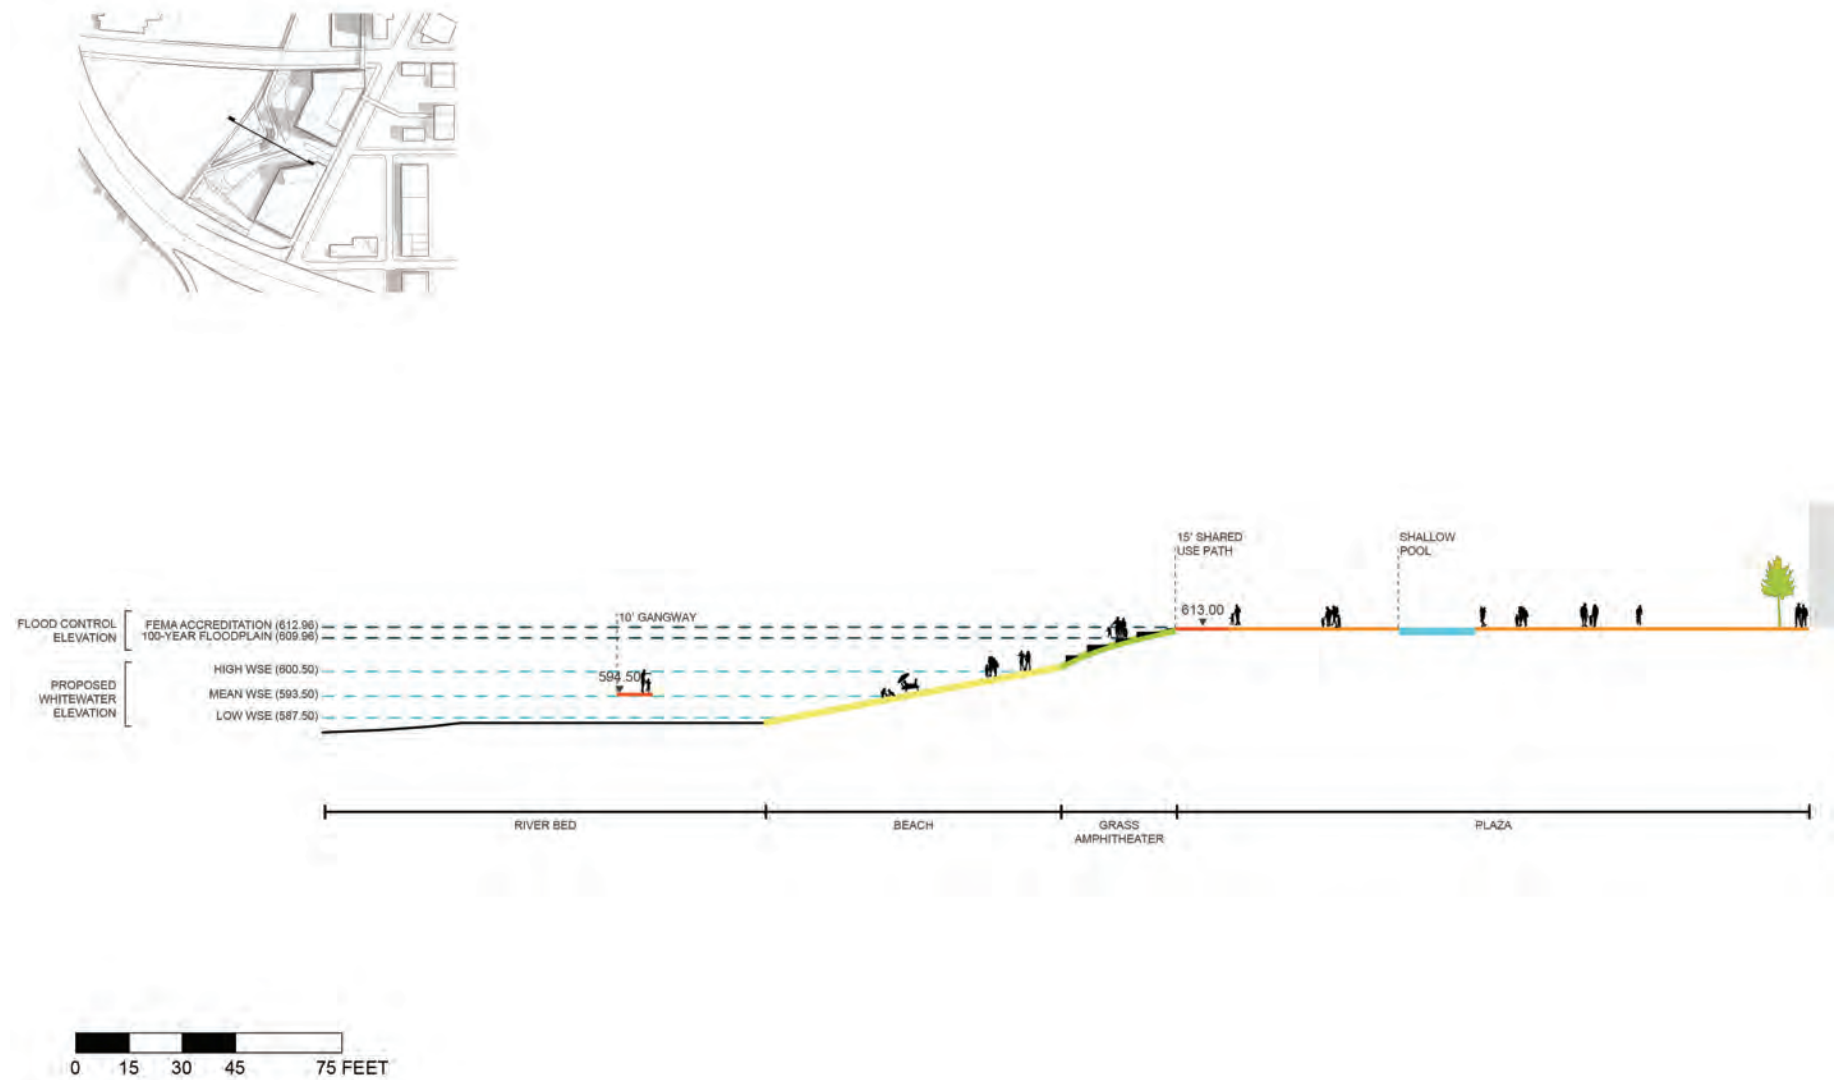 15' SHARED
USE PATH
SHALLOW
POOL
613.00
10' GANGWAY
594.50
FLOOD CONTROL
ELEVATION
FEMA ACCREDITATION (612.96)
100-YEAR FLOODPLAIN (609.96)
PROPOSED
WHITEWATER
ELEVATION
HIGH WSE (600.50)
MEAN WSE (593.50)
LOW WSE (587.50)
RIVER BED
BEACH
GRASS
AMPHITHEATER
PLAZA
0 15 30 45 75 FEET